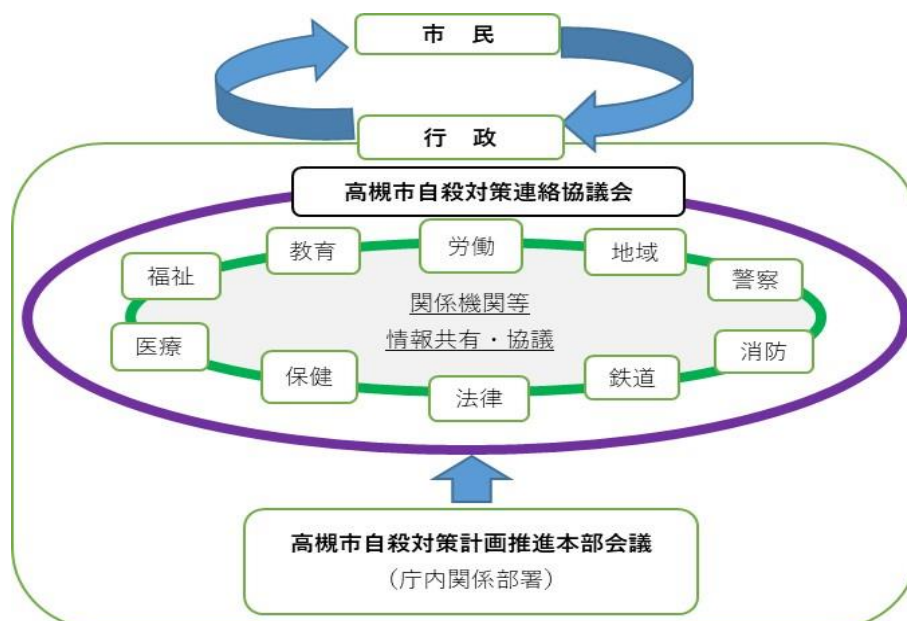 市　民
行　政
高槻市自殺対策連絡協議会
福祉
教育
労働
地域
警察
関係機関等
情報共有・協議
医療
保健
法律
鉄道
消防
高槻市自殺対策計画推進本部会議
（庁内関係部署）